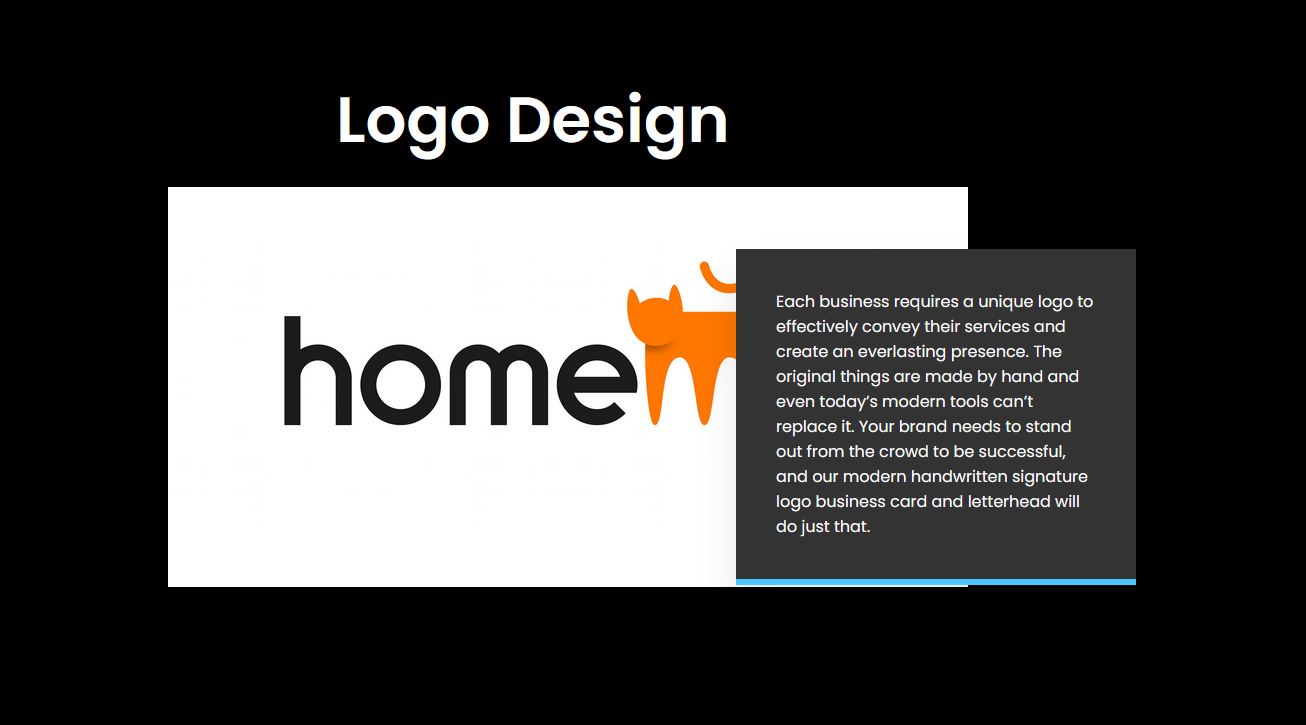 Logo Design
home
Each business requires a unique logo to
effectively convey their services and
create an everlasting presence. The
original things are made by hand and
even today’s modern tools can’t
replace it. Your brand needs to stand
out from the crowd to be successful,
and our modern handwritten signature
logo business card and letterhead will
do just that.